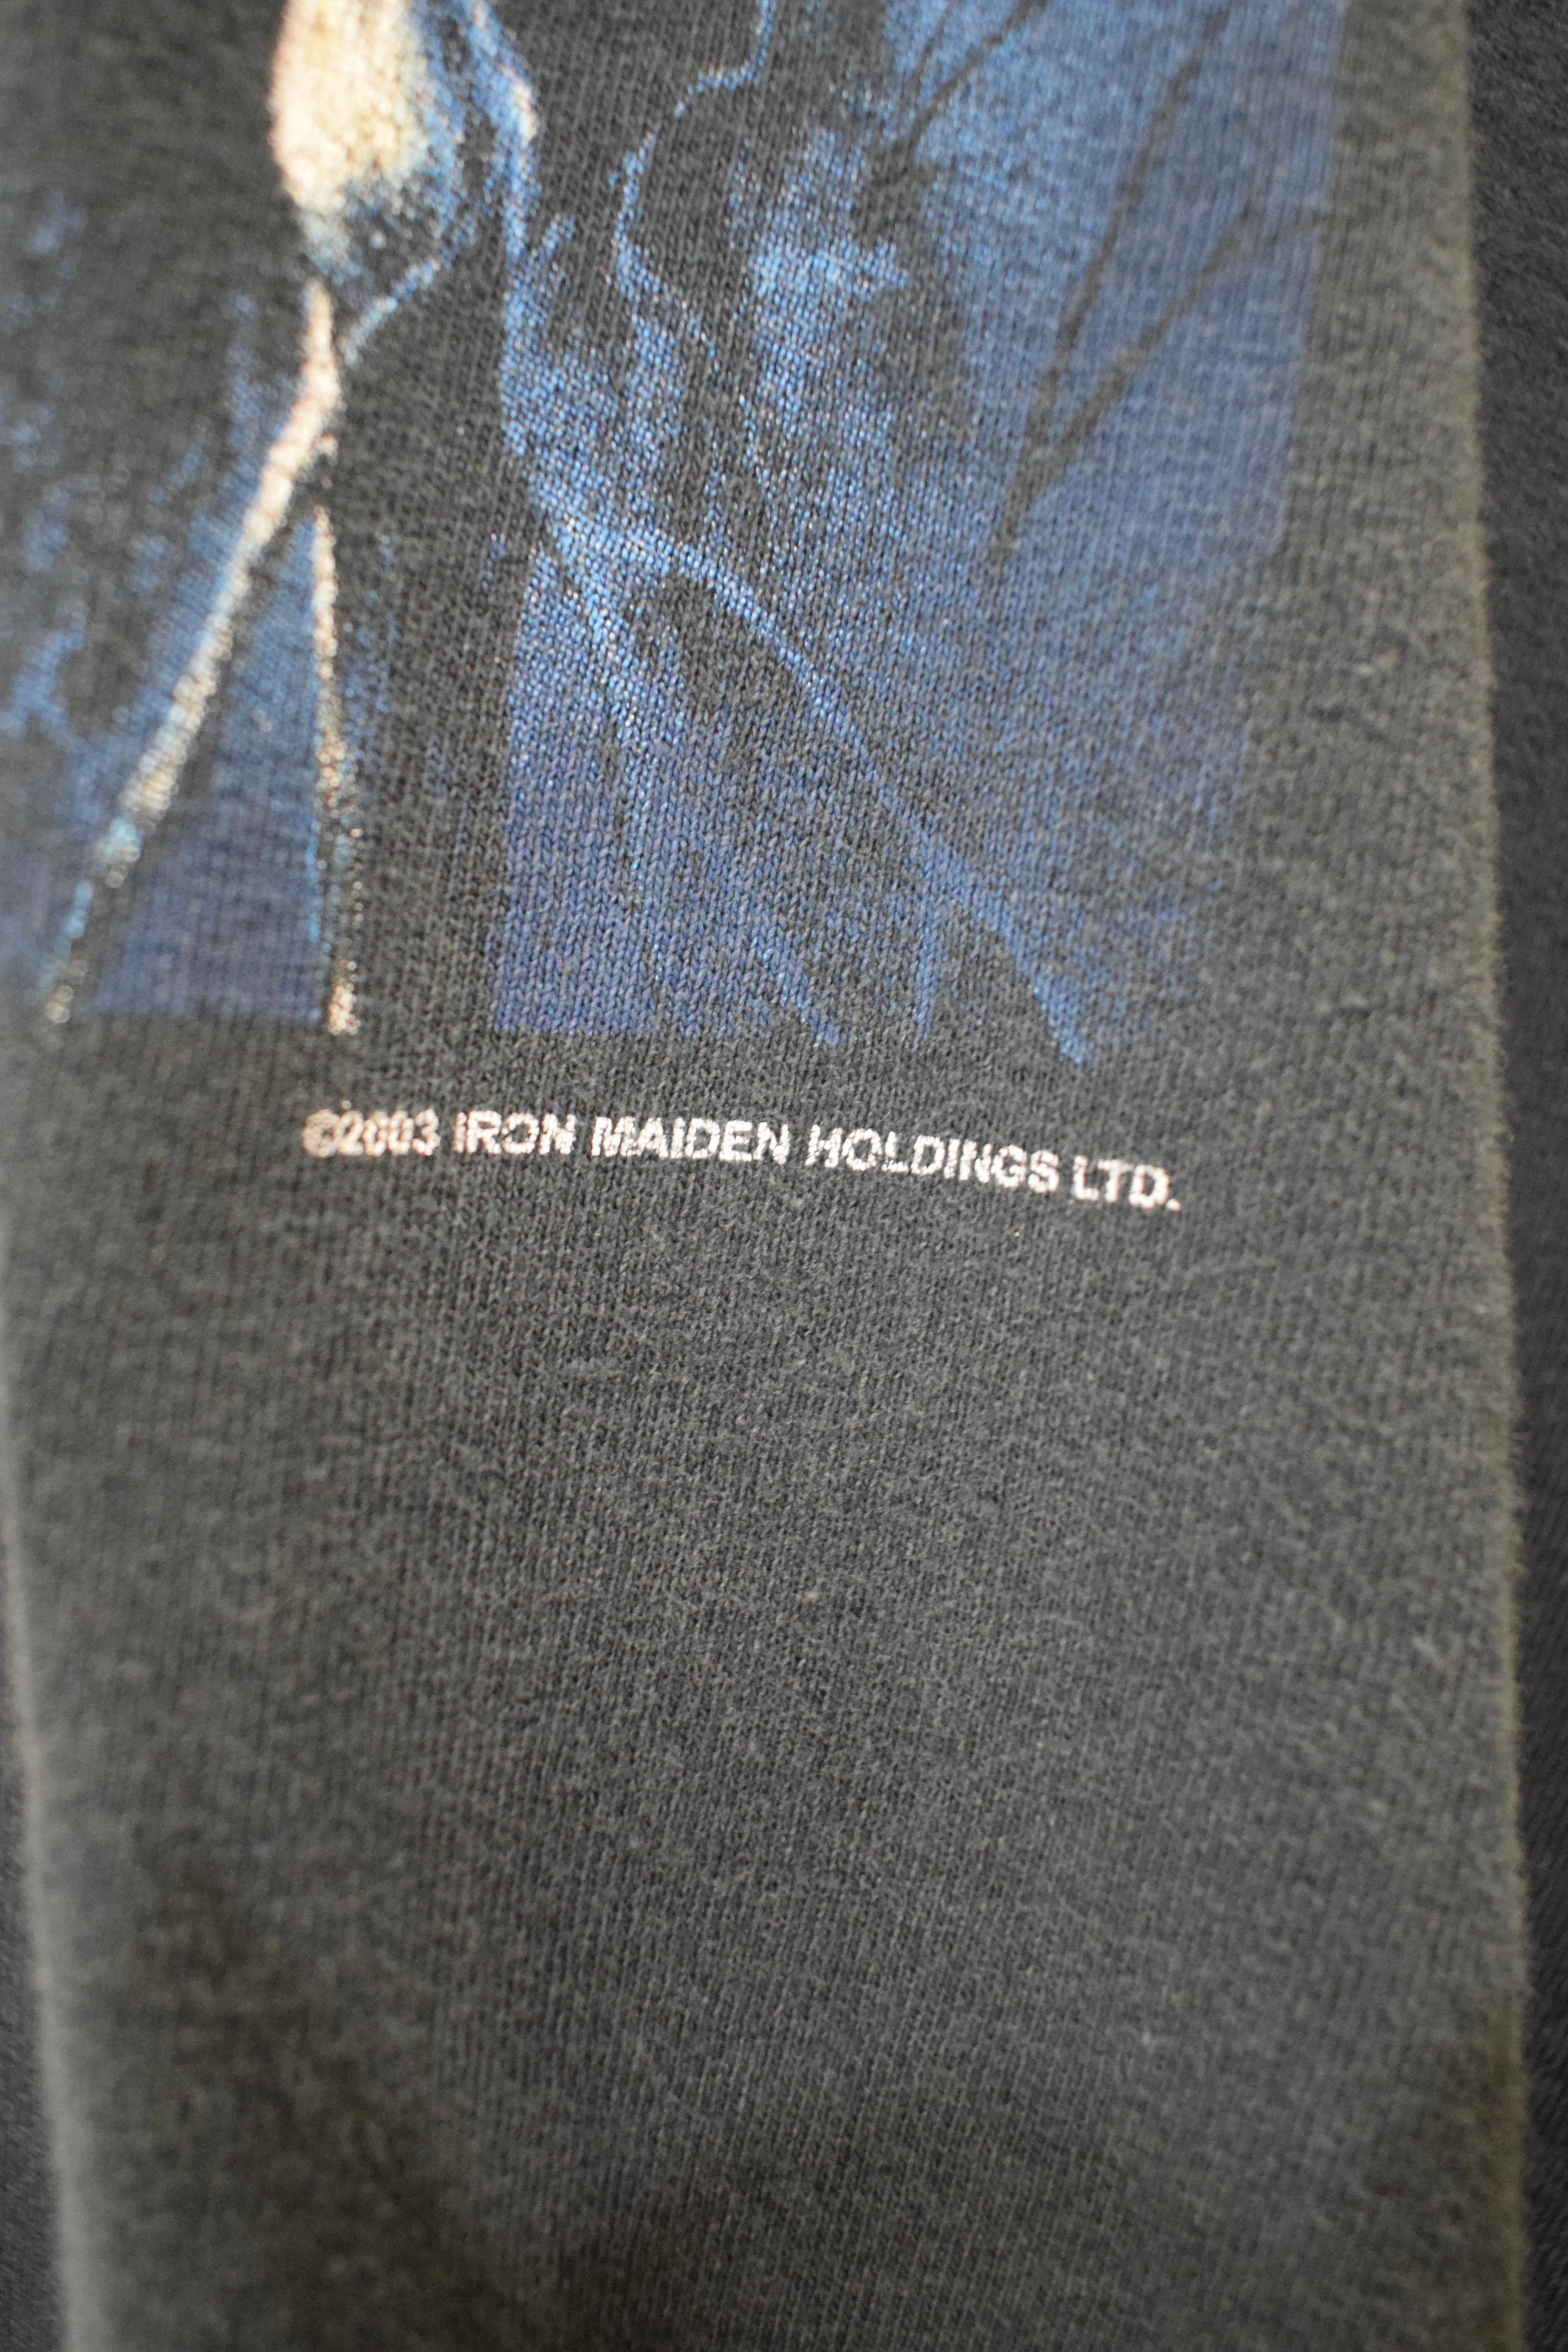 ©2003 IRON MAIDEN HOLDINGS LTD.